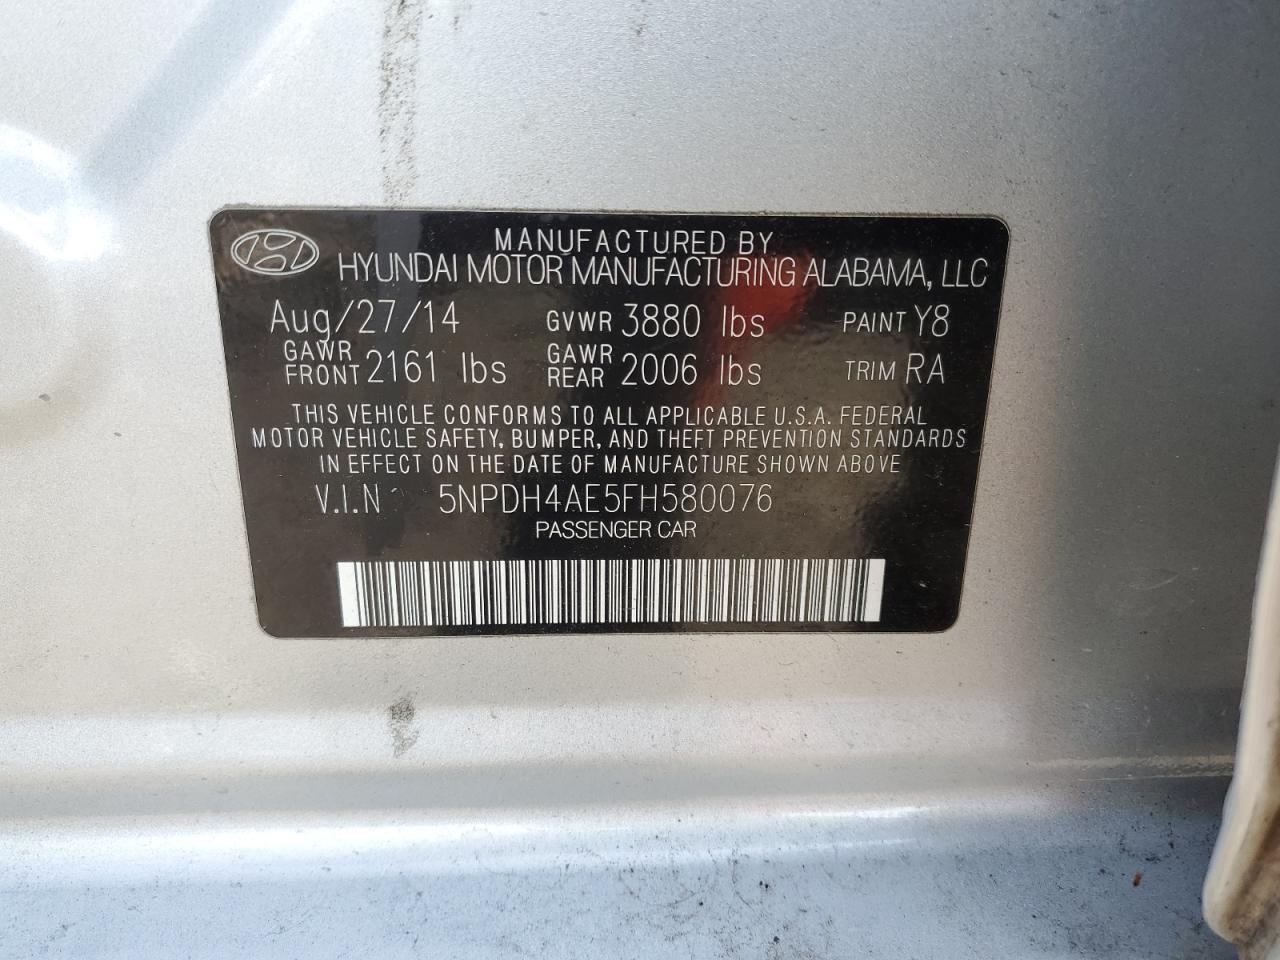 MANUFACTURED BY
HYUNDAI MOTOR MANUFACTURING ALABAMA, LLC
Aug/27/14 GVWR 3880 lbs PAINT Y8
GAWR FRONT 2161 lbs GAWR REAR 2006 lbs TRIM RA
THIS VEHICLE CONFORMS TO ALL APPLICABLE U.S.A. FEDERAL
MOTOR VEHICLE SAFETY, BUMPER, AND THEFT PREVENTION STANDARDS
IN EFFECT ON THE DATE OF MANUFACTURE SHOWN ABOVE
V.I.N 5NPDH4AE5FH580076
PASSENGER CAR